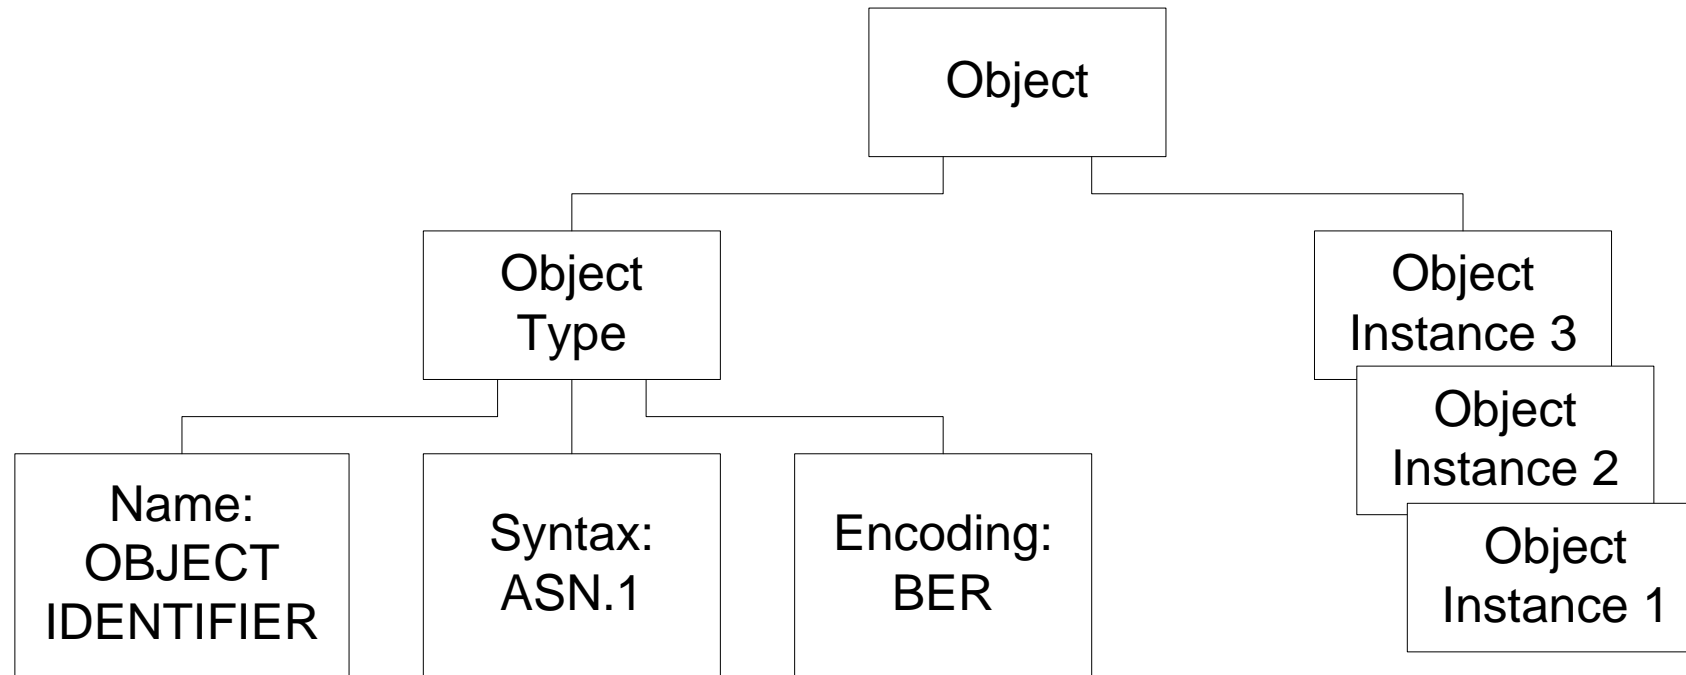 Object
Object
Type
Object
Instance 3
Object
Instance 2
Object
Instance 1
Name:
OBJECT
IDENTIFIER
Syntax:
ASN.1
Encoding:
BER